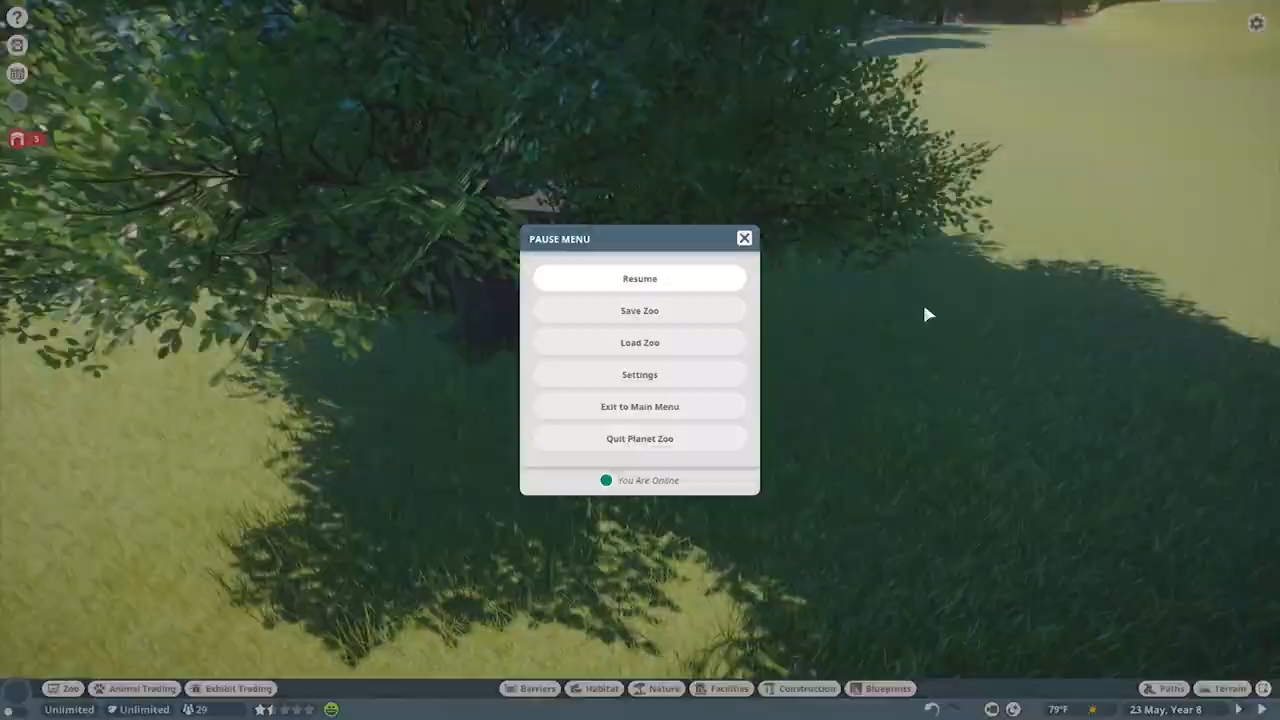 ?
5
PAUSE MENU
Resume
Save Zoo
Load Zoo
Settings
Exit to Main Menu
Quit Planet Zoo
You Are Online
Zoo Animal Trading Exhibit Trading Barriers Habitat Nature Facilities Construction Blueprints Paths Terrain
Unlimited Unlimited 29 79°F 23 May, Year 8